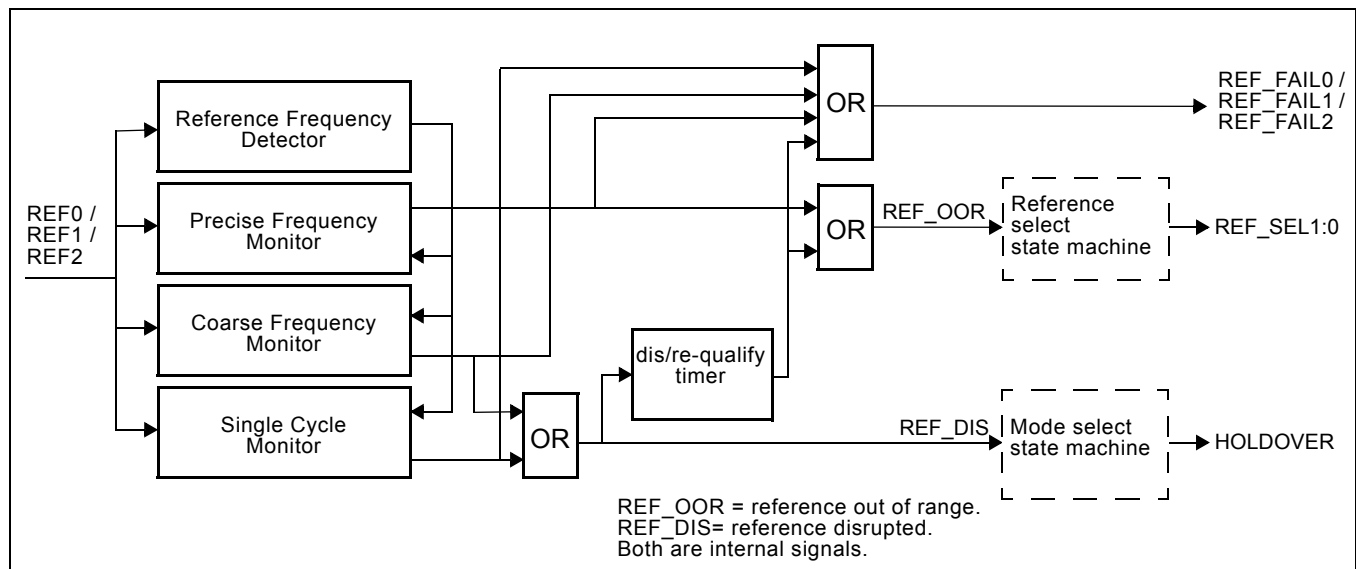 REF0 /
REF1 /
REF2
Reference Frequency
Detector
Precise Frequency
Monitor
Coarse Frequency
Monitor
Single Cycle
Monitor
OR
dis/re-qualify
timer
OR
OR
REF_FAIL0 /
REF_FAIL1 /
REF_FAIL2
REF_OOR
Reference
select
state machine
REF_SEL1:0
REF_DIS
Mode select
state machine
HOLDOVER
REF_OOR = reference out of range.
REF_DIS= reference disrupted.
Both are internal signals.